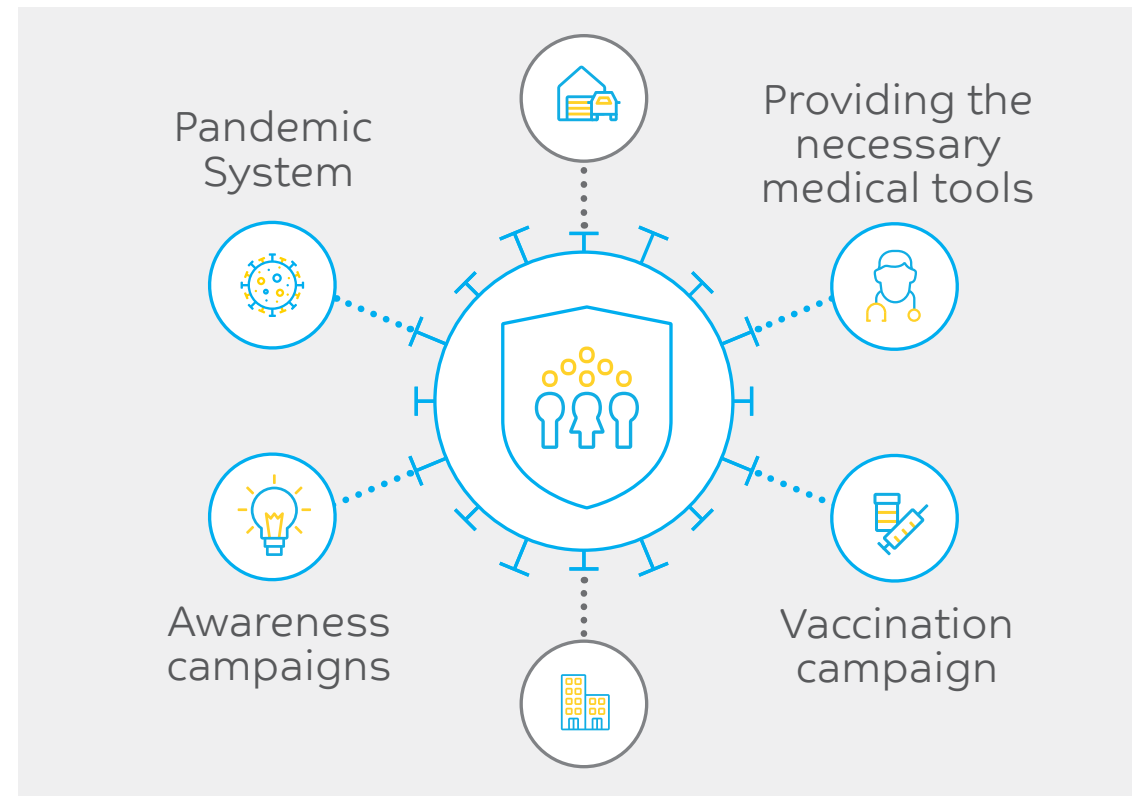 Pandemic
System
Providing the
necessary
medical tools
Awareness
campaigns
Vaccination
campaign